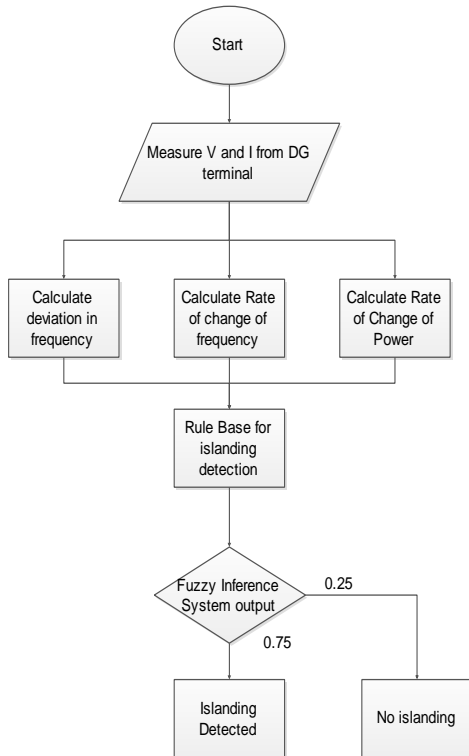 Start
Measure V and I from DG
terminal
Calculate
deviation in
frequency
Calculate Rate
of change of
frequency
Calculate Rate
of Change of
Power
Rule Base for
islanding
detection
Fuzzy Inference
System output
0.25
0.75
Islanding
Detected
No islanding